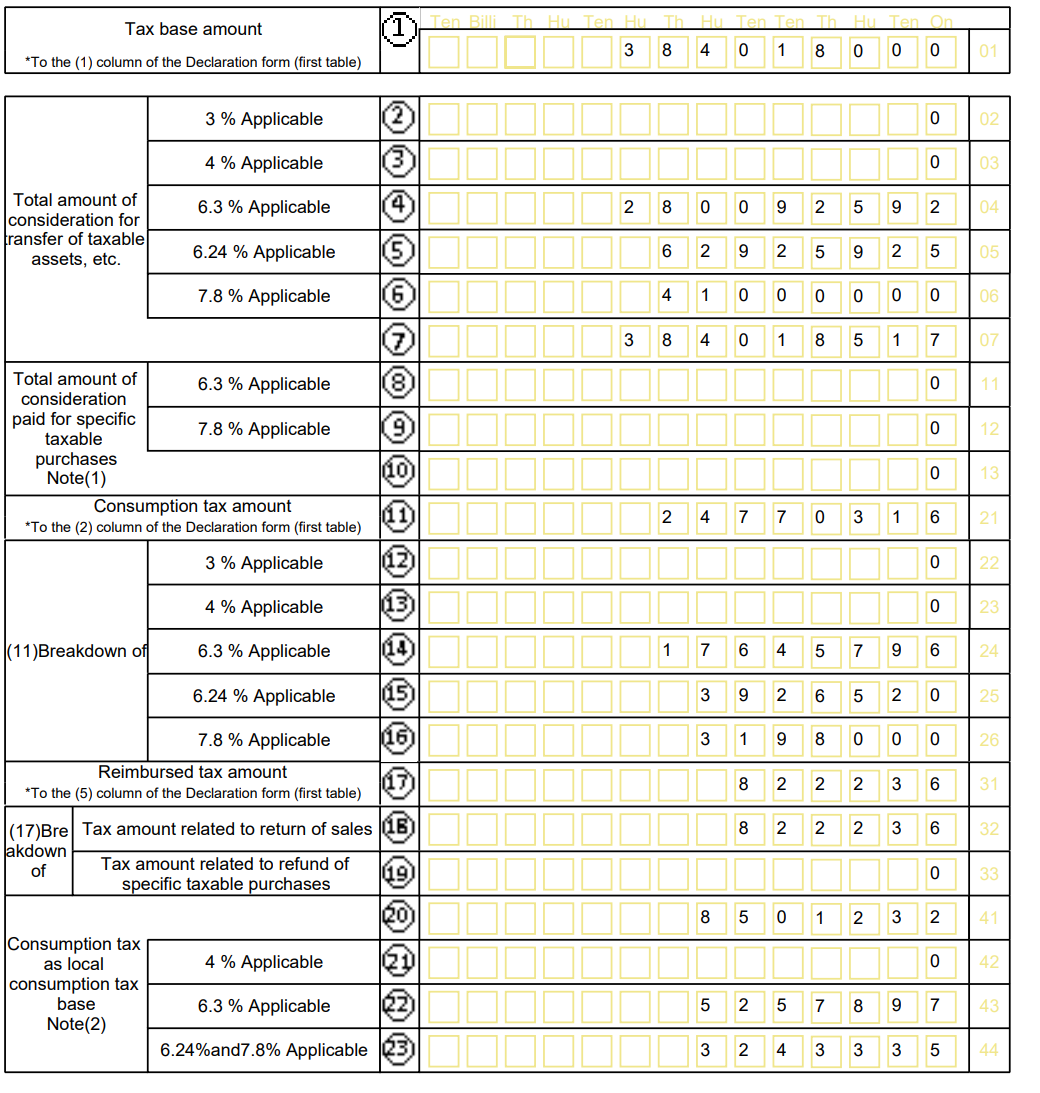 Ten Billi Th Hu Ten Hu Th Hu Ten Ten Th Hu Ten On
Tax base amount
*To the (1) column of the Declaration form (first table)
1 3 8 4 0 1 8 0 0 0 01
Total amount of consideration for transfer of taxable assets, etc.
3 % Applicable 2 0 02
4 % Applicable 3 0 03
6.3 % Applicable 4 2 8 0 0 9 2 5 9 2 04
6.24 % Applicable 5 6 2 9 2 5 9 2 5 05
7.8 % Applicable 6 4 1 0 0 0 0 0 0 06
7 3 8 4 0 1 8 5 1 7 07
Total amount of
consideration
paid for specific
taxable
purchases
Note(1)
6.3 % Applicable 8 0 11
7.8 % Applicable 9 0 12
10 0 13
Consumption tax amount
*To the (2) column of the Declaration form (first table)
11 2 4 7 7 0 3 1 6 21
(11)Breakdown of
3 % Applicable 12 0 22
4 % Applicable 13 0 23
6.3 % Applicable 14 1 7 6 4 5 7 9 6 24
6.24 % Applicable 15 3 9 2 6 5 2 0 25
7.8 % Applicable 16 3 1 9 8 0 0 0 26
Reimbursed tax amount
*To the (5) column of the Declaration form (first table)
17 8 2 2 2 3 6 31
(17)Bre
akdown
of
Tax amount related to return of sales 18 8 2 2 2 3 6 32
Tax amount related to refund of
specific taxable purchases
19 0 33
Consumption tax
as local
consumption tax
base
Note(2)
20 8 5 0 1 2 3 2 41
4 % Applicable 21 0 42
6.3 % Applicable 22 5 2 5 7 8 9 7 43
6.24%and7.8% Applicable 23 3 2 4 3 3 3 5 44